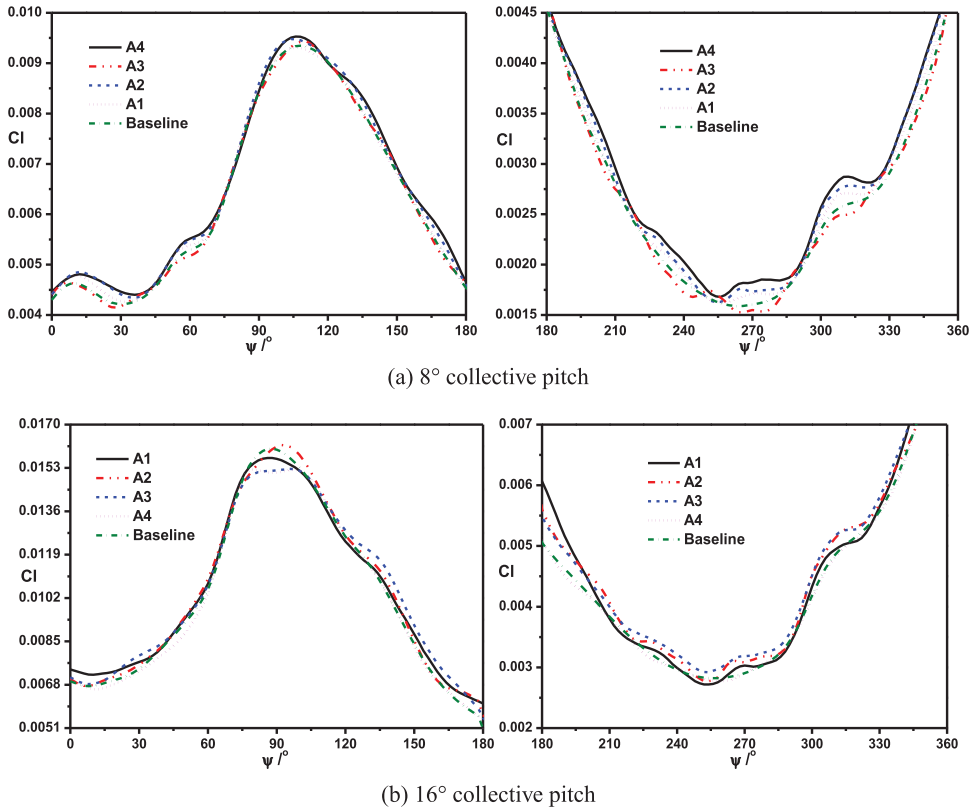 0.010
0.009
0.008
0.007
0.006
0.005
0.004
Cl
A4
A3
A2
A1
Baseline
0 30 60 90 120 150 180
ψ /°
0.0045
0.0040
0.0035
0.0030
0.0025
0.0020
0.0015
Cl
A4
A3
A2
A1
Baseline
180 210 240 270 300 330 360
ψ /°
(a) 8° collective pitch
0.0170
0.0153
0.0136
0.0119
0.0102
0.0085
0.0068
0.0051
Cl
A1
A2
A3
A4
Baseline
0 30 60 90 120 150 180
ψ /°
0.007
0.006
0.005
0.004
0.003
0.002
Cl
A1
A2
A3
A4
Baseline
180 210 240 270 300 330 360
ψ /°
(b) 16° collective pitch